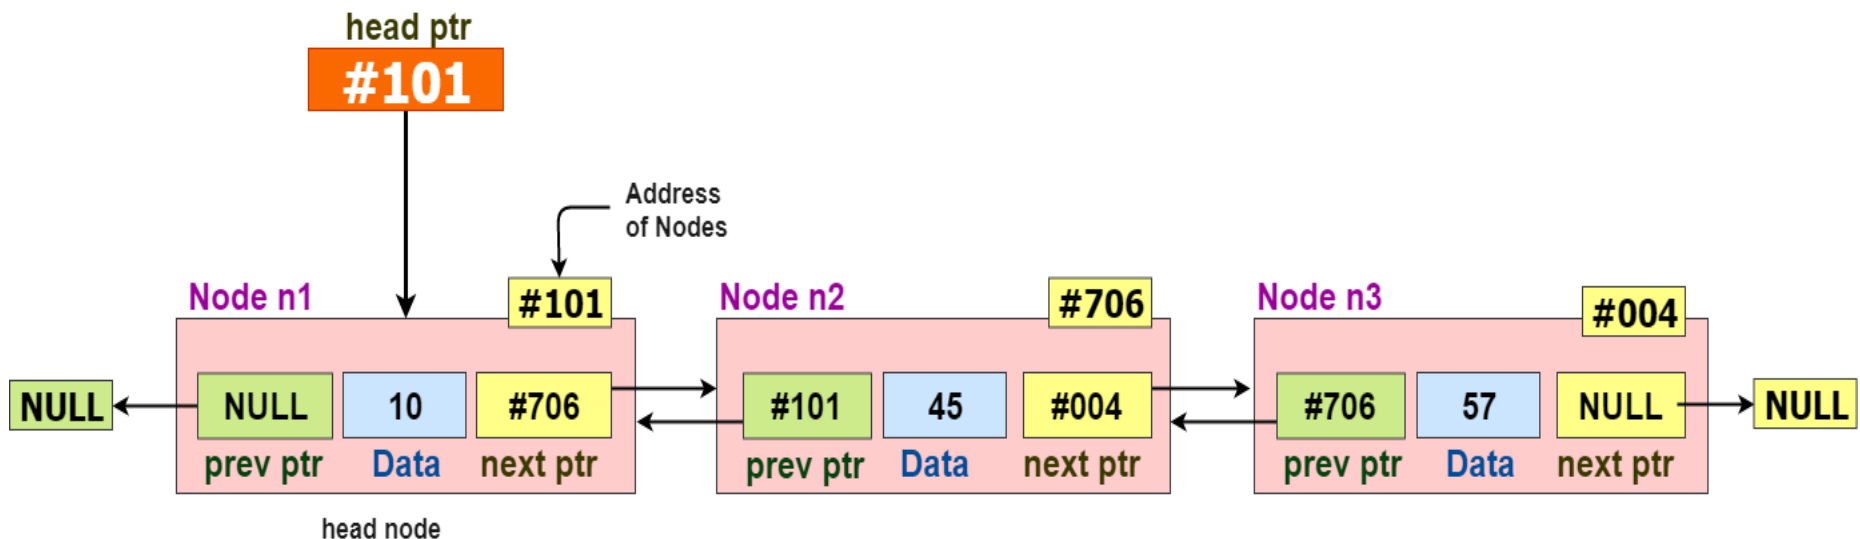 head ptr
#101
Address
of Nodes
Node n1
#101
Node n2
#706
Node n3
#004
NULL
NULL
10
#706
#101
45
#004
#706
57
NULL
NULL
prev ptr
Data
next ptr
prev ptr
Data
next ptr
prev ptr
Data
next ptr
head node